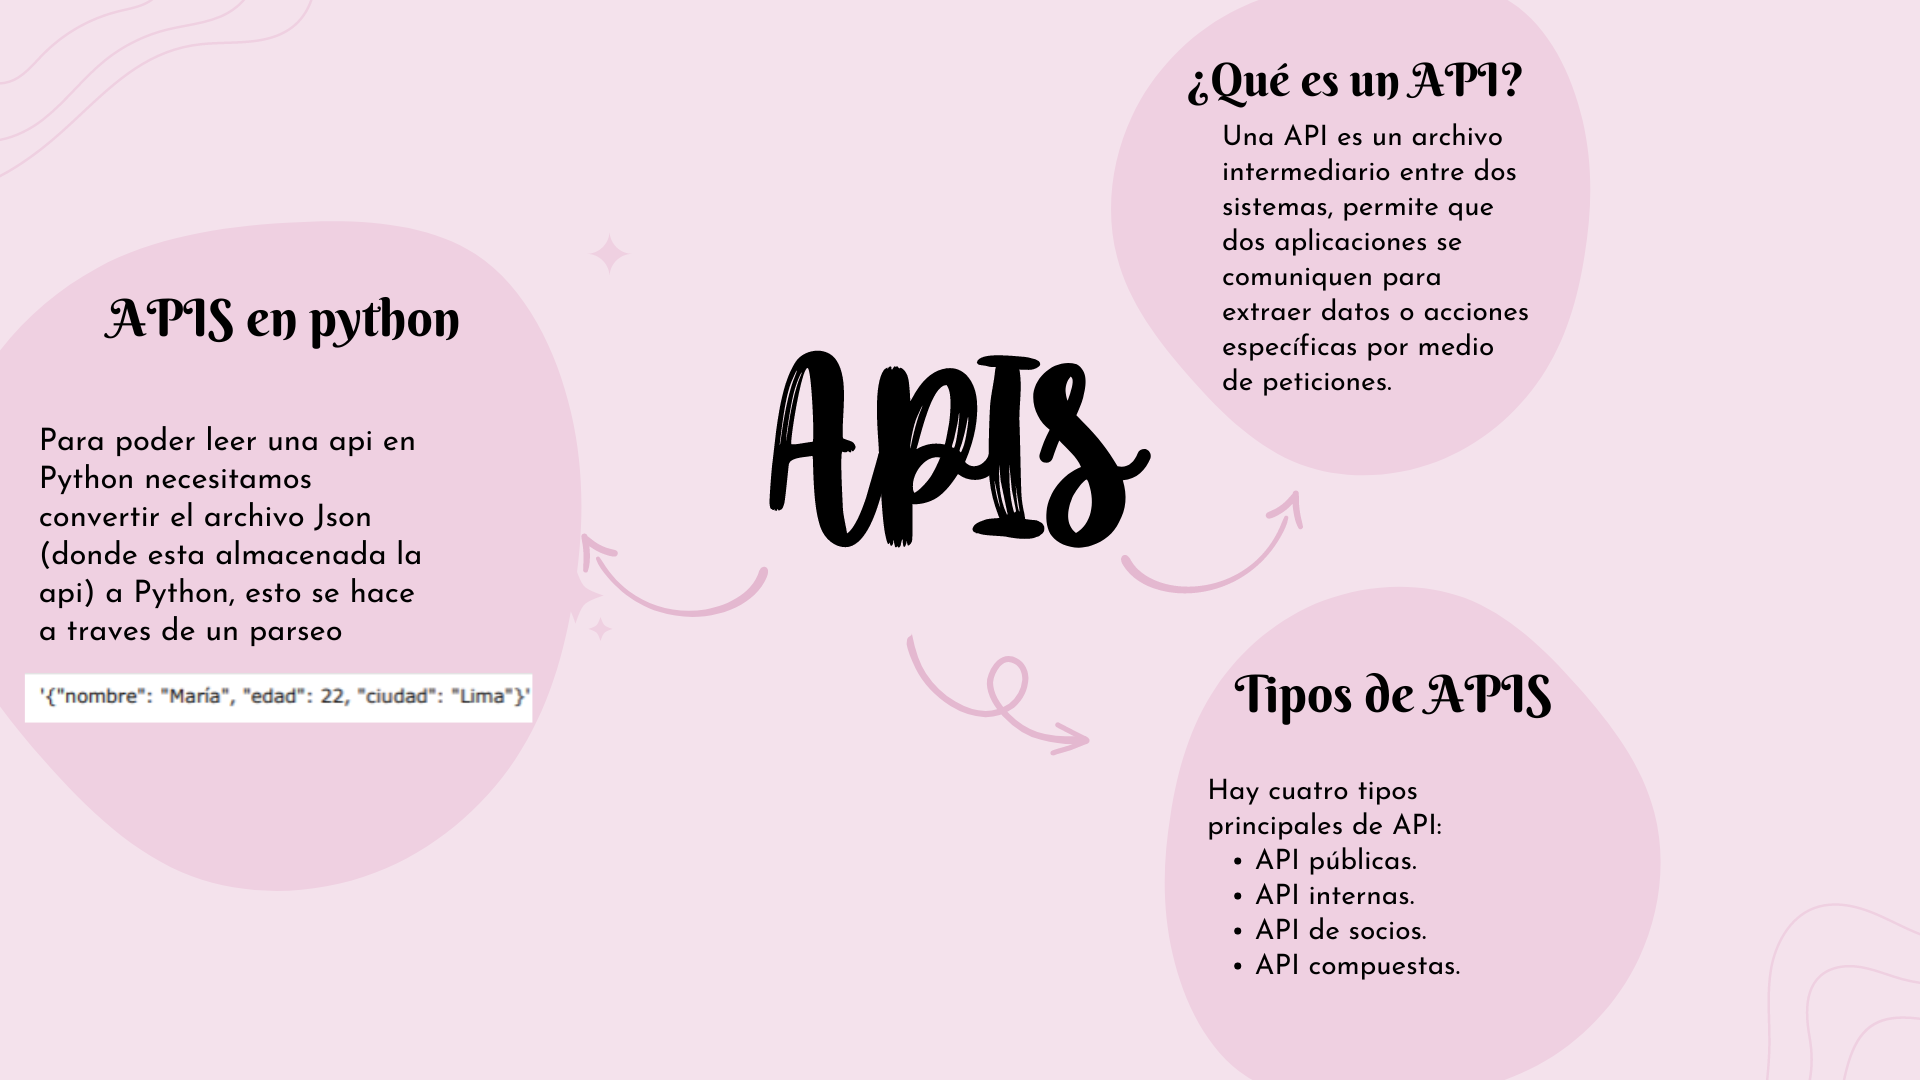 APIS
¿Qué es un API?
Una API es un archivo
intermediario entre dos
sistemas, permite que
dos aplicaciones se
comuniquen para
extraer datos o acciones
específicas por medio
de peticiones.
APIS en python
Para poder leer una api en
Python necesitamos
convertir el archivo Json
(donde esta almacenada la
api) a Python, esto se hace
a traves de un parseo
'{"nombre": "María", "edad": 22, "ciudad": "Lima"}'
Tipos de APIS
Hay cuatro tipos
principales de API:
• API públicas.
• API internas.
• API de socios.
• API compuestas.